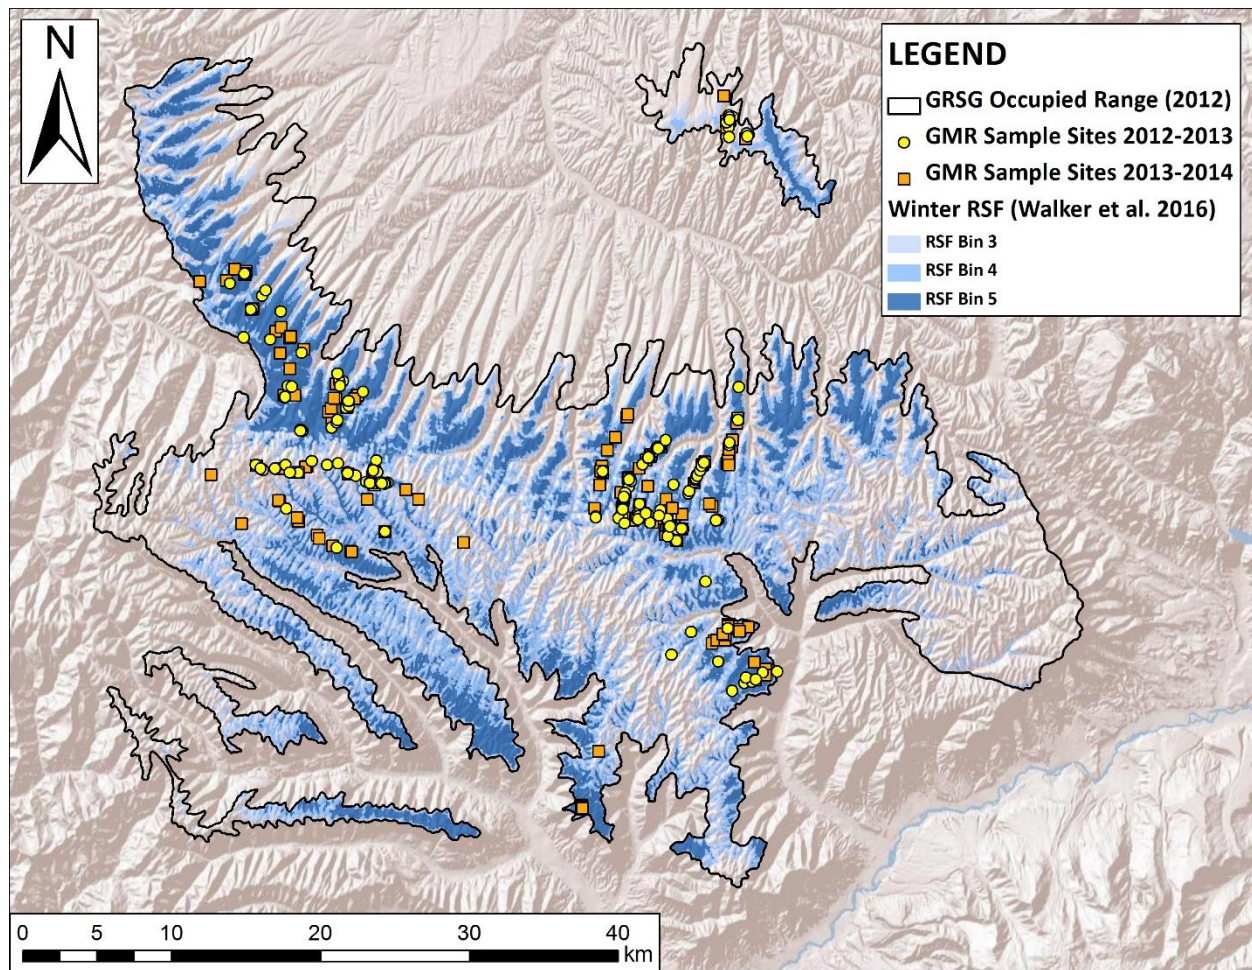 N
LEGEND
GRSG Occupied Range (2012)
GMR Sample Sites 2012-2013
GMR Sample Sites 2013-2014
Winter RSF (Walker et al. 2016)
RSF Bin 3
RSF Bin 4
RSF Bin 5
0 5 10 20 30 40
km